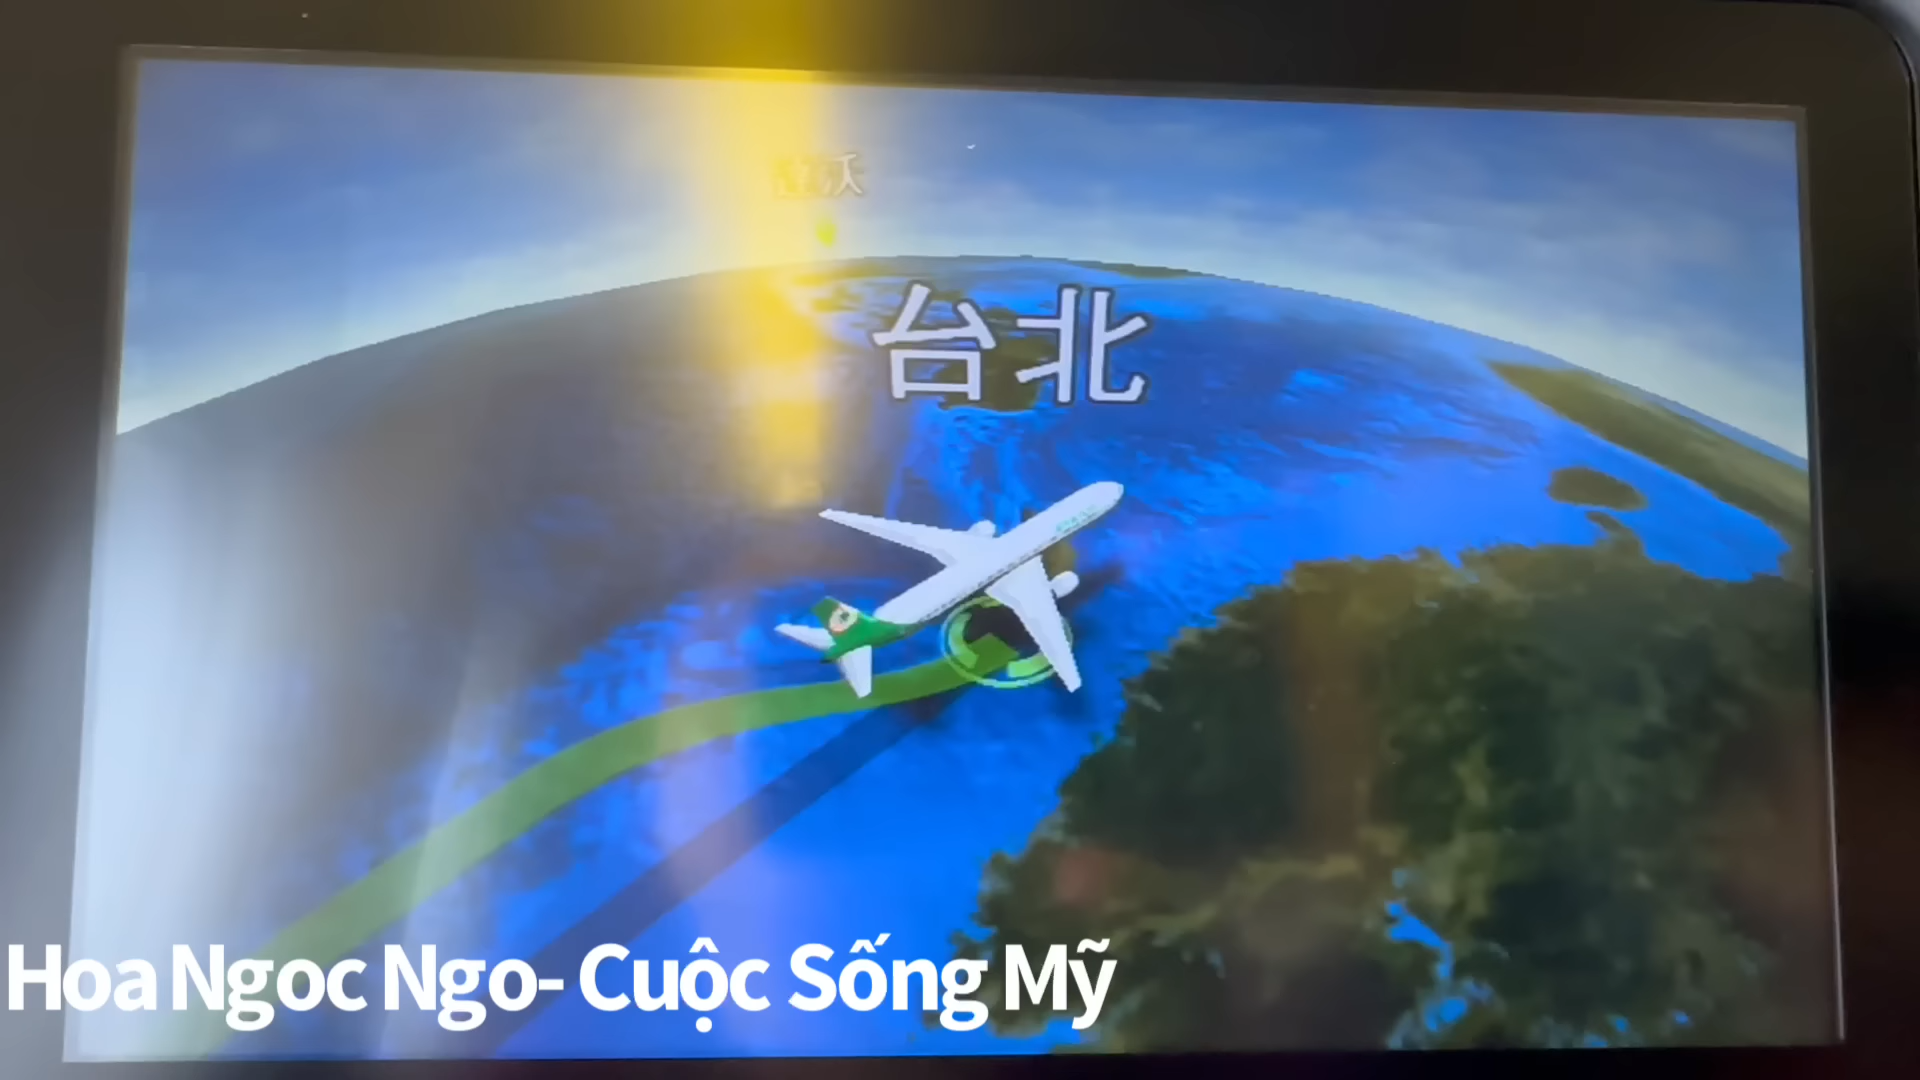 台北
Hoa Ngoc Ngo- Cuộc Sống Mỹ